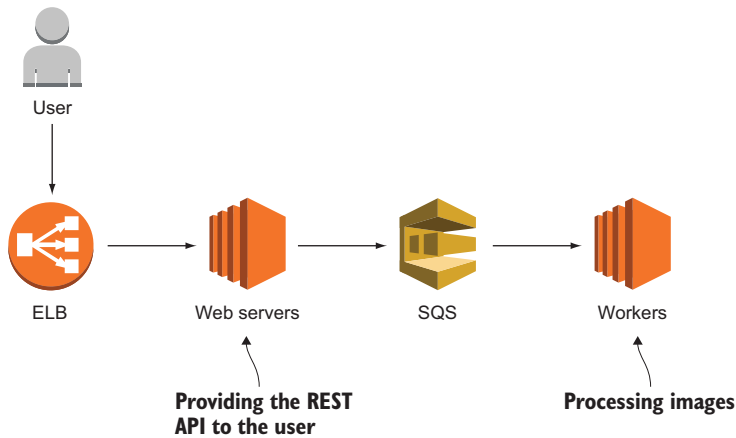 User
ELB
Web servers
SQS
Workers
Providing the REST
API to the user
Processing images